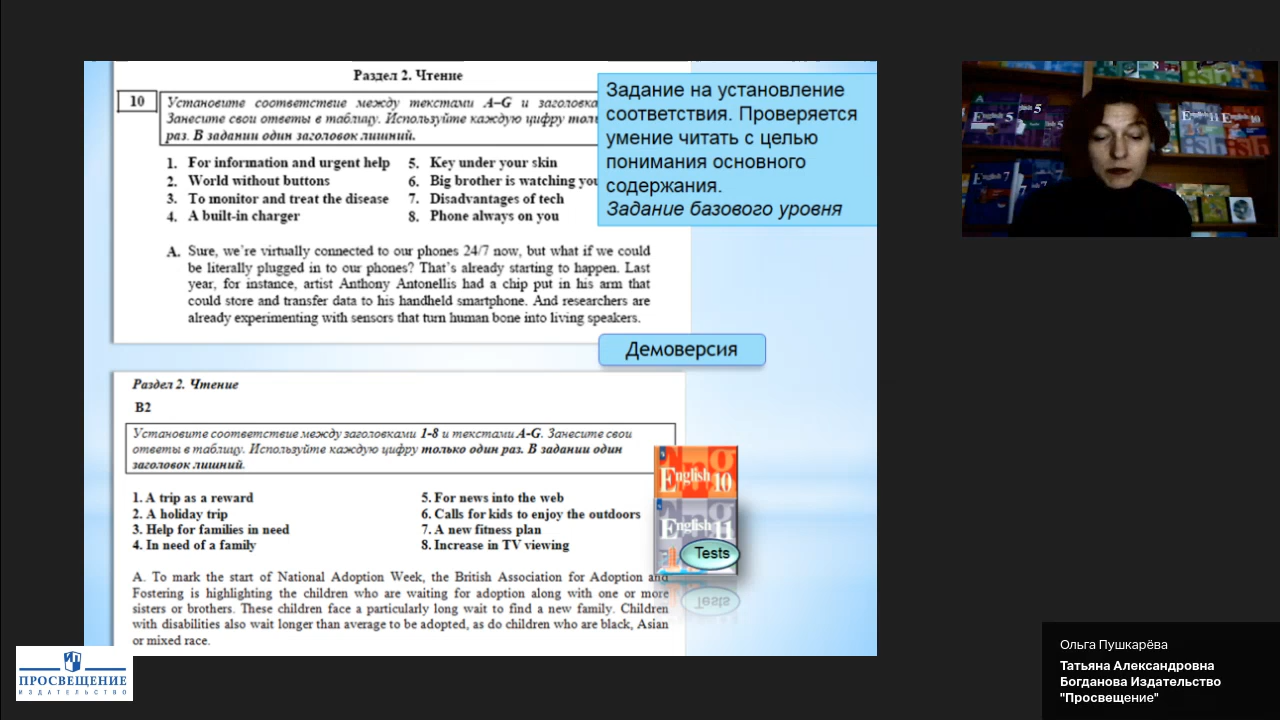 Раздел 2. Чтение
10
Установите соответствие между текстами A–G и
Занесите свои ответы в таблицу. Используйте каждую цифру
раз. В задании один заголовок лишний.
1. For information and urgent help
2. World without buttons
3. To monitor and treat the disease
4. A built-in charger
5. Key under your skin
6. Big brother is watching you
7. Disadvantages of tech
8. Phone always on you
A. Sure, we're virtually connected to our phones 24/7 now, but what if we could
be literally plugged in to our phones? That's already starting to happen. Last
year, for instance, artist Anthony Antonellis had a chip put in his arm that
could store and transfer data to his handheld smartphone. And researchers are
already experimenting with sensors that turn human bone into living speakers.
Задание на установление
соответствия. Проверяется
умение читать с целью
понимания основного
содержания.
Задание базового уровня
Демоверсия
Раздел 2. Чтение
B2
Установите соответствие между заголовками 1-8 и текстами A-G. Занесите свои
ответы в таблицу. Используйте каждую цифру только один раз. В задании один
заголовок лишний.
1. A trip as a reward
2. A holiday trip
3. Help for families in need
4. In need of a family
5. For news into the web
6. Calls for kids to enjoy the outdoors
7. A new fitness plan
8. Increase in TV viewing
A. To mark the start of National Adoption Week, the British Association for Adoption and
Fostering is highlighting the children who are waiting for adoption along with one or more
sisters or brothers. These children face a particularly long wait to find a new family. Children
with disabilities also wait longer than average to be adopted, as do children who are black, Asian
or mixed race.
English 10
English 11
Tests
English 5
English 7
ПРОСВЕЩЕНИЕ
ИЗДАТЕЛЬСТВО
Ольга Пушкарёва
Татьяна Александровна
Богданова Издательство
"Просвещение"